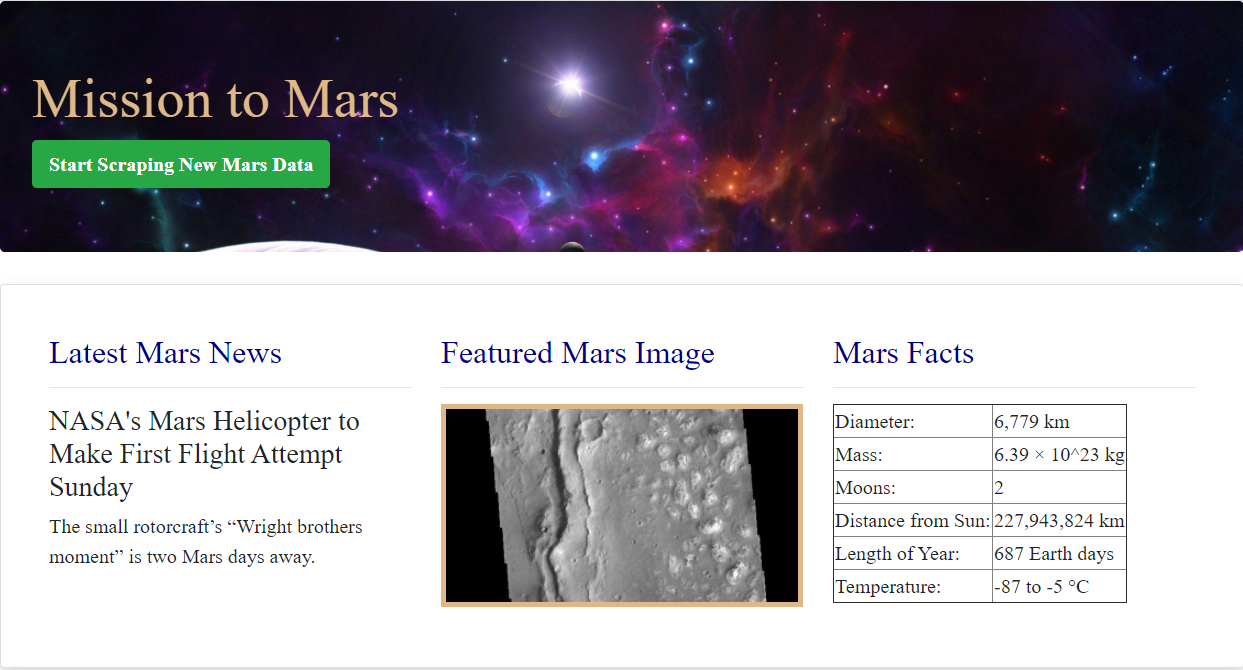 Mission to Mars
Start Scraping New Mars Data
Latest Mars News
NASA's Mars Helicopter to
Make First Flight Attempt
Sunday
The small rotorcraft’s “Wright brothers
moment” is two Mars days away.
Featured Mars Image
Mars Facts
Diameter: 6,779 km
Mass: 6.39 × 10^23 kg
Moons: 2
Distance from Sun: 227,943,824 km
Length of Year: 687 Earth days
Temperature: -87 to -5 °C